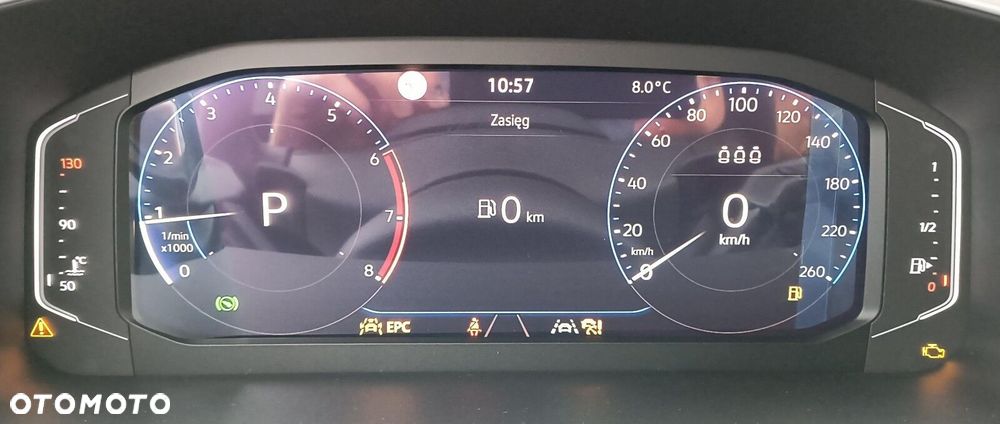 10:57 8.0°C
Zasięg
0 km
P
0 1 2 3 4 5 6 7 8
1/min
x1000
0 20 40 60 80 100 120 140 180 220 260
km/h
0
km/h
130
90
°C
50
1
1/2
0
EPC
OTOMOTO